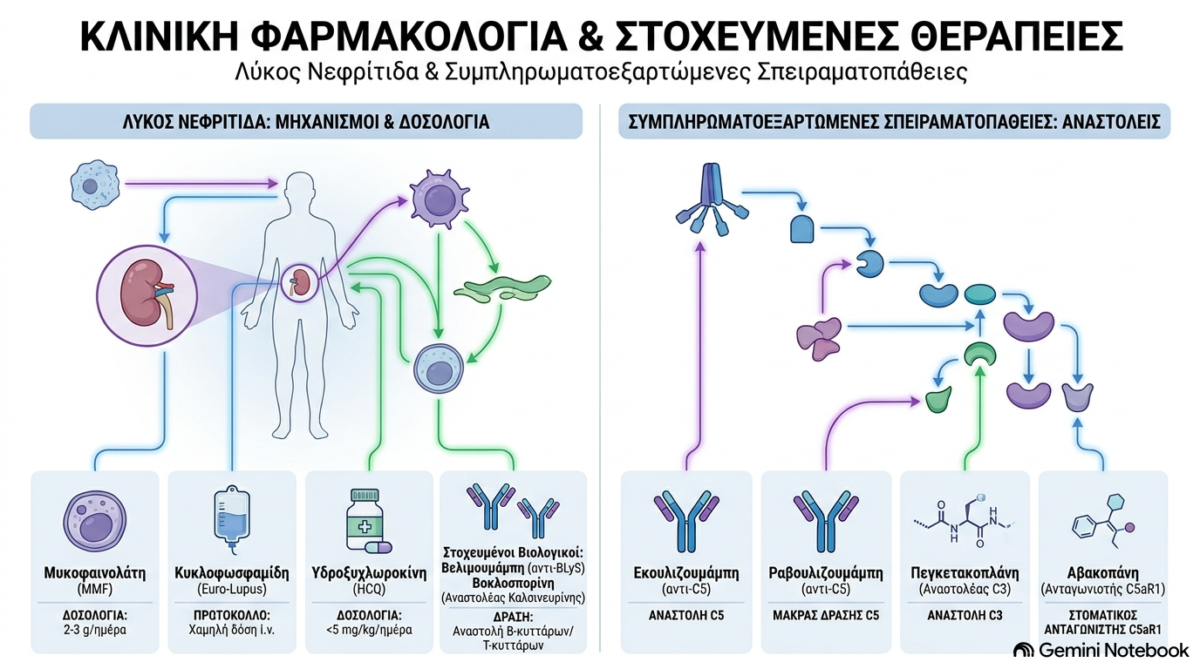 ΚΛΙΝΙΚΗ ΦΑΡΜΑΚΟΛΟΓΙΑ & ΣΤΟΧΕΥΜΕΝΕΣ ΘΕΡΑΠΕΙΕΣ
Λύκος Νεφρίτιδα & Συμπληρωματοεξαρτώμενες Σπειραματοπάθειες
ΛΥΚΟΣ ΝΕΦΡΙΤΙΔΑ: ΜΗΧΑΝΙΣΜΟΙ & ΔΟΣΟΛΟΓΙΑ
Μυκοφαινολάτη
(MMF)
ΔΟΣΟΛΟΓΙΑ:
2-3 g/ημέρα
Κυκλοφωσφαμίδη
(Euro-Lupus)
ΠΡΩΤΟΚΟΛΛΟ:
Χαμηλή δόση i.v.
Υδροξυχλωροκίνη
(HCQ)
ΔΟΣΟΛΟΓΙΑ:
<5 mg/kg/ημέρα
Στοχευμένοι Βιολογικοί:
Βελιμουμάμπη (αντι-BLyS)
Βοκλοσπορίνη
(Αναστολέας Καλσινευρίνης)
ΔΡΑΣΗ:
Αναστολή Β-κυττάρων/
Τ-κυττάρων
ΣΥΜΠΛΗΡΩΜΑΤΟΕΞΑΡΤΩΜΕΝΕΣ ΣΠΕΙΡΑΜΑΤΟΠΑΘΕΙΕΣ: ΑΝΑΣΤΟΛΕΙΣ
Εκουλιζουμάμπη
(αντι-C5)
ΑΝΑΣΤΟΛΗ C5
Ραβουλιζουμάμπη
(αντι-C5)
ΜΑΚΡΑΣ ΔΡΑΣΗΣ C5
Πεγκετακοπλάνη
(Αναστολέας C3)
ΑΝΑΣΤΟΛΗ C3
Αβακοπάνη
(Ανταγωνιστής C5aR1)
ΣΤΟΜΑΤΙΚΟΣ
ΑΝΤΑΓΩΝΙΣΤΗΣ C5aR1
Gemini Notebook